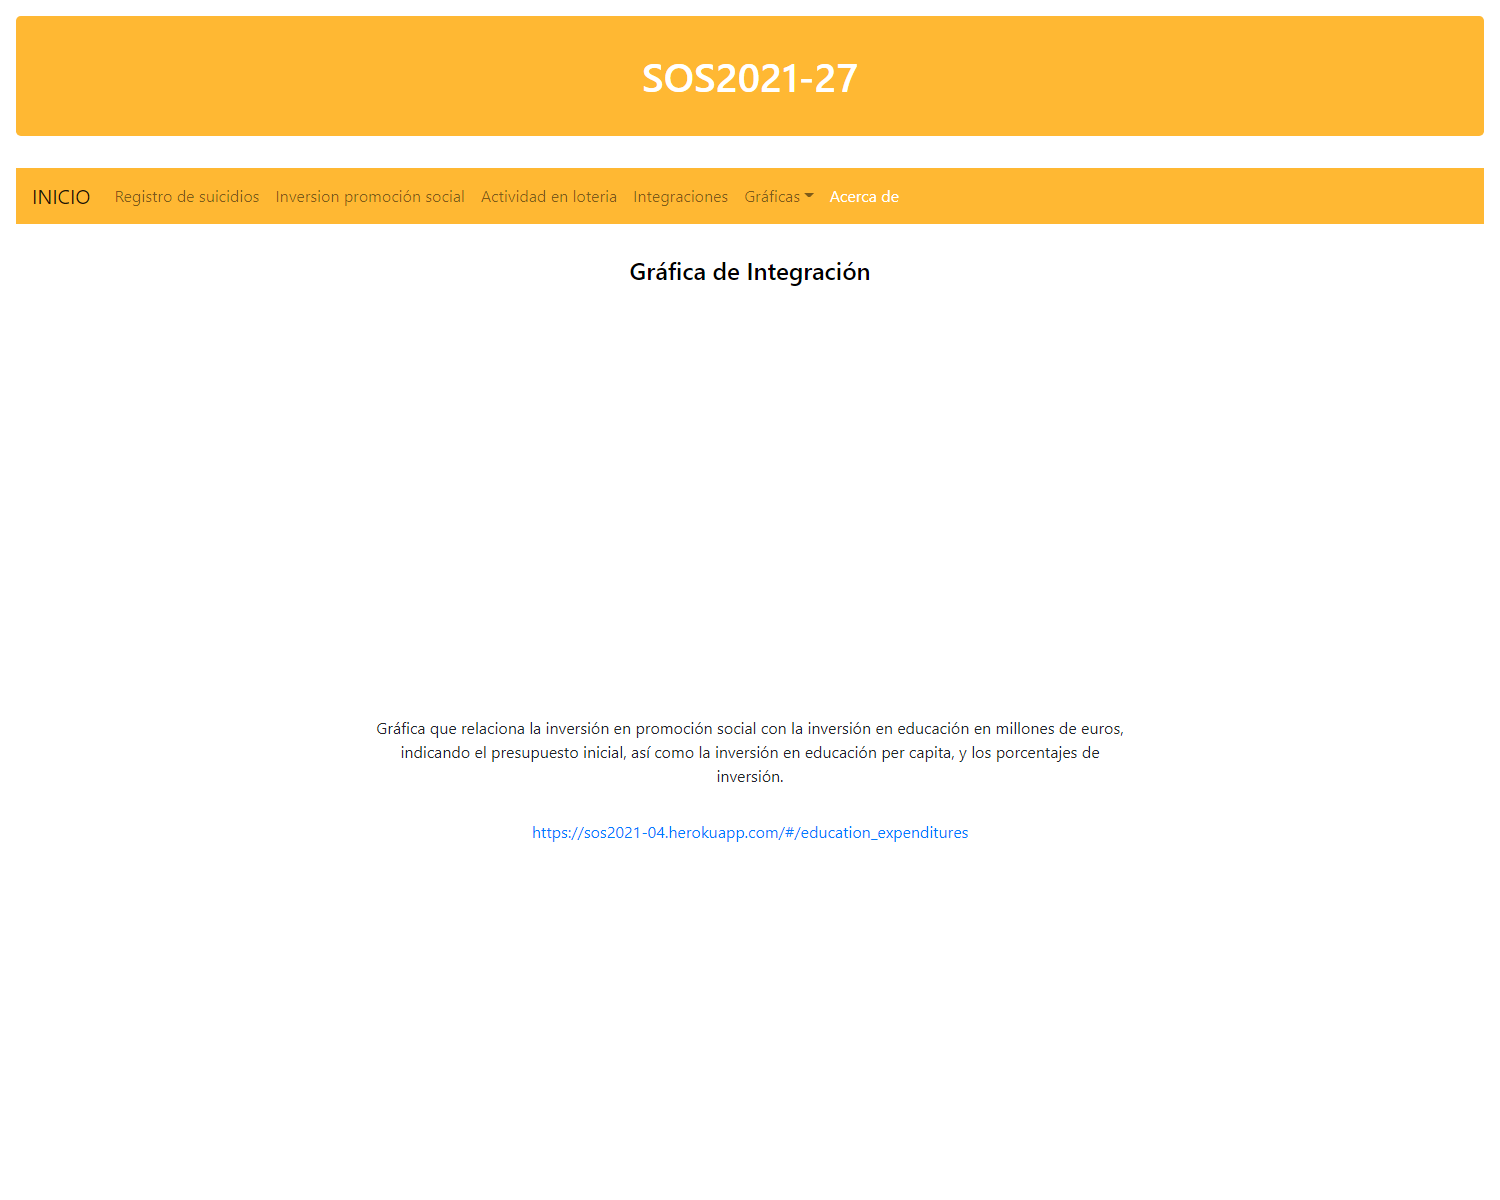 SOS2021-27
INICIO Registro de suicidios Inversion promoción social Actividad en loteria Integraciones Gráficas Acerca de
Gráfica de Integración
Gráfica que relaciona la inversión en promoción social con la inversión en educación en millones de euros,
indicando el presupuesto inicial, así como la inversión en educación per capita, y los porcentajes de
inversión.
https://sos2021-04.herokuapp.com/#/education_expenditures